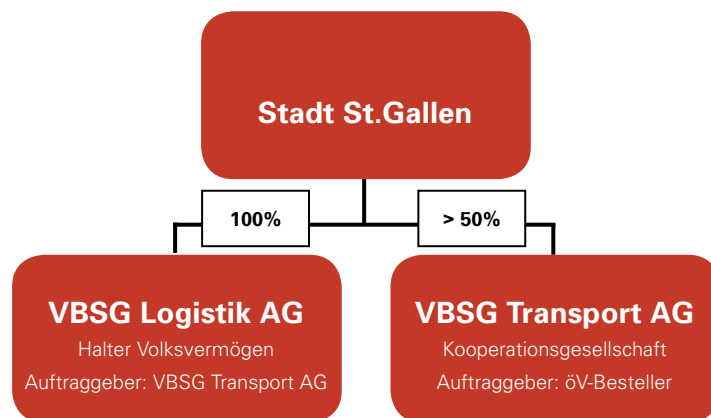 Stadt St.Gallen
100%
> 50%
VBSG Logistik AG
Halter Volksvermögen
Auftraggeber: VBSG Transport AG
VBSG Transport AG
Kooperationsgesellschaft
Auftraggeber: öV-Besteller